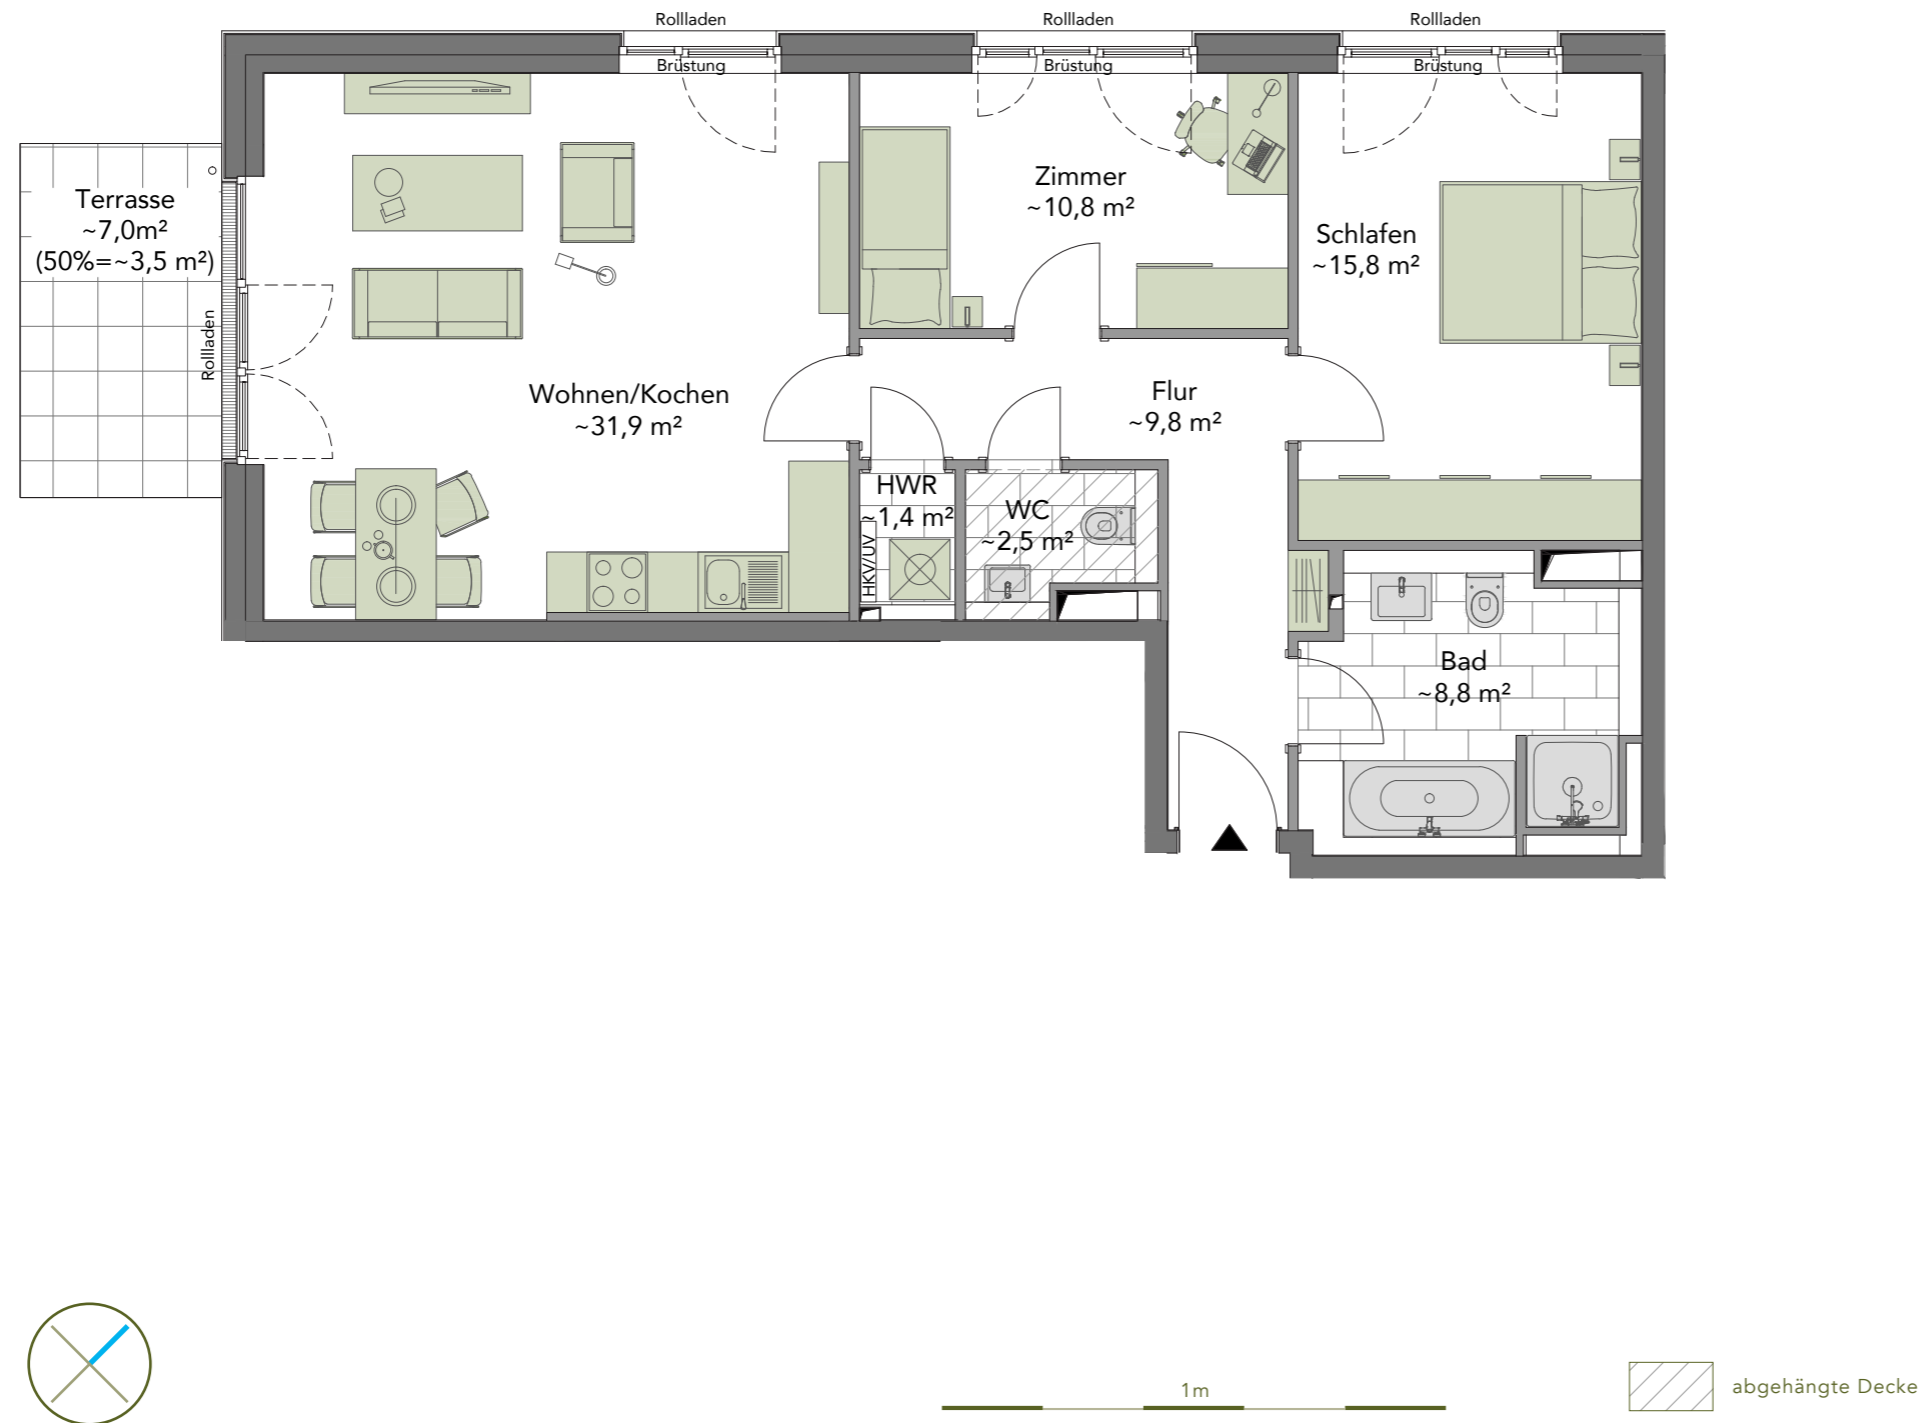 Rollladen
Rollladen
Rollladen
Brüstung
Brüstung
Brüstung
Terrasse
~7,0m²
(50%=~3,5 m²)
Rollladen
Zimmer
~10,8 m²
Schlafen
~15,8 m²
Wohnen/Kochen
~31,9 m²
Flur
~9,8 m²
HWR
~1,4 m²
HKV/UV
WC
~2,5 m²
Bad
~8,8 m²
1m
abgehängte Decke